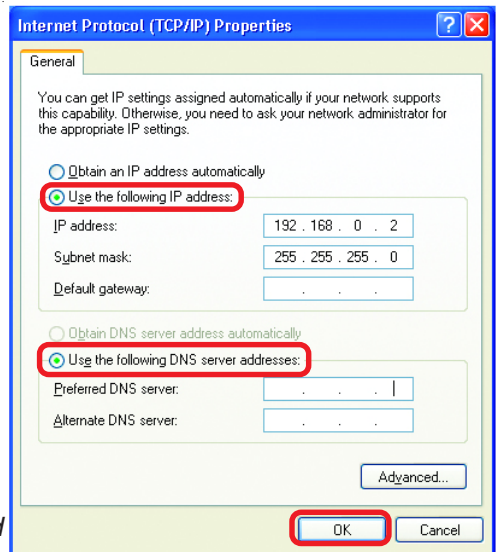 Internet Protocol (TCP/IP) Properties
General
You can get IP settings assigned automatically if your network supports
this capability. Otherwise, you need to ask your network administrator for
the appropriate IP settings.
Obtain an IP address automatically
Use the following IP address:
IP address: 192 . 168 . 0 . 2
Subnet mask: 255 . 255 . 255 . 0
Default gateway: . . .
Obtain DNS server address automatically
Use the following DNS server addresses:
Preferred DNS server: . . .
Alternate DNS server: . . .
Advanced...
OK Cancel